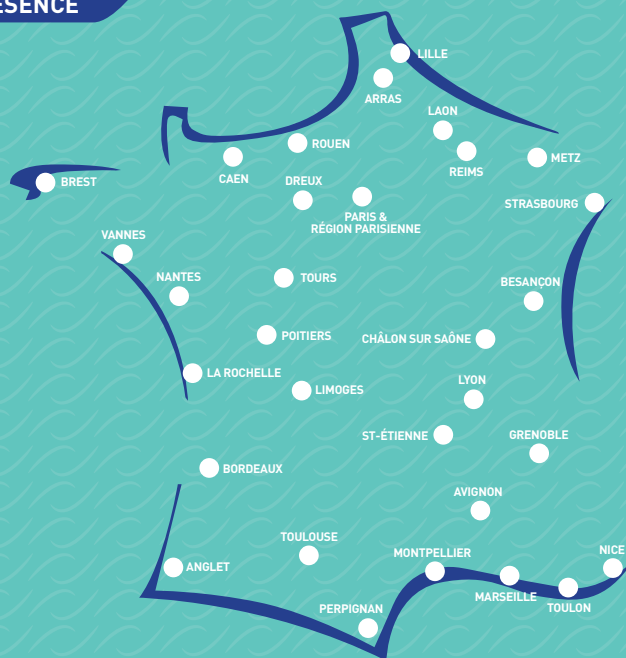 LILLE
ARRAS
LAON
ROUEN
REIMS
METZ
CAEN
BREST
DREUX
STRASBOURG
PARIS &
RÉGION PARISIENNE
VANNES
NANTES
TOURS
BESANÇON
POITIERS
CHÂLON SUR SAÔNE
LA ROCHELLE
LYON
LIMOGES
ST-ÉTIENNE
GRENOBLE
BORDEAUX
AVIGNON
TOULOUSE
MONTPELLIER
NICE
ANGLET
MARSEILLE
TOULON
PERPIGNAN